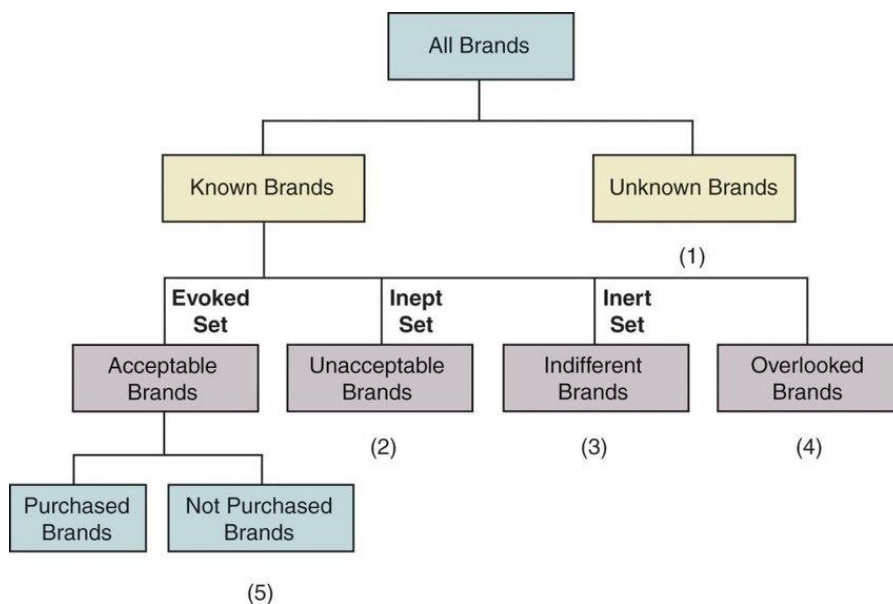 All Brands
Known Brands
Unknown Brands
(1)
Evoked
Set
Inept
Set
Inert
Set
Acceptable
Brands
Unacceptable
Brands
Indifferent
Brands
Overlooked
Brands
(2)
(3)
(4)
Purchased
Brands
Not Purchased
Brands
(5)